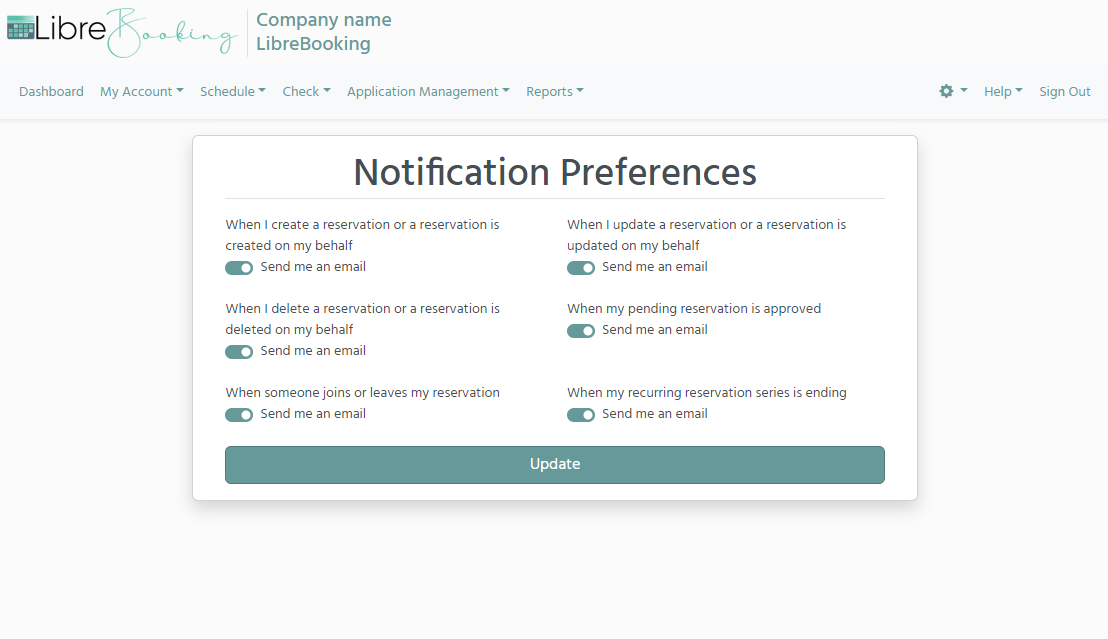 LibreBooking
Company name
LibreBooking
Dashboard My Account Schedule Check Application Management Reports Help Sign Out
Notification Preferences
When I create a reservation or a reservation is
created on my behalf
Send me an email
When I update a reservation or a reservation is
updated on my behalf
Send me an email
When I delete a reservation or a reservation is
deleted on my behalf
Send me an email
When my pending reservation is approved
Send me an email
When someone joins or leaves my reservation
Send me an email
When my recurring reservation series is ending
Send me an email
Update